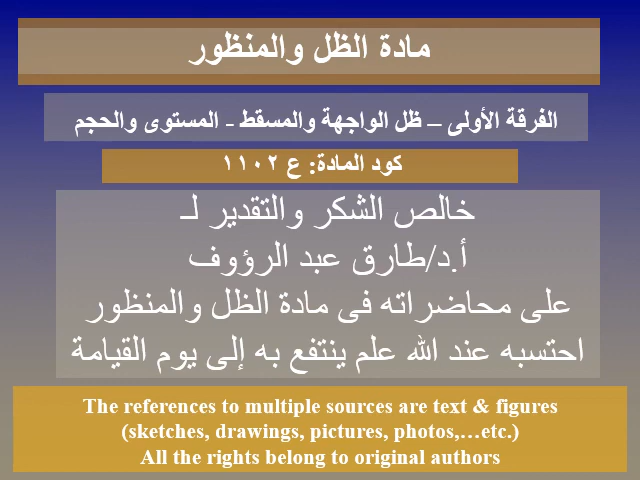 مادة الظل والمنظور
الفرقة الأولى – ظل الواجهة والمسقط - المستوى والحجم
كود المادة: ع ١١٠٢
خالص الشكر والتقدير لـ
أ.د/طارق عبد الرؤوف
على محاضراته فى مادة الظل والمنظور
احتسبه عند الله علم ينتفع به إلى يوم القيامة
The references to multiple sources are text & figures
(sketches, drawings, pictures, photos,…etc.)
All the rights belong to original authors